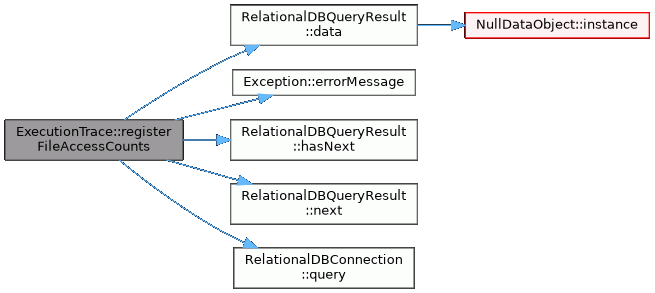 ExecutionTrace::register
FileAccessCounts
RelationalDBQueryResult
::data
NullDataObject::instance
Exception::errorMessage
RelationalDBQueryResult
::hasNext
RelationalDBQueryResult
::next
RelationalDBConnection
::query